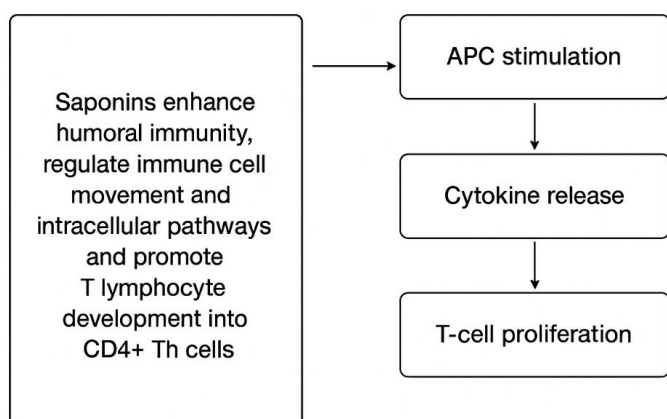 Saponins enhance
humoral immunity,
regulate immune cell
movement and
intracellular pathways
and promote
T lymphocyte
development into
CD4+ Th cells
APC stimulation
Cytokine release
T-cell proliferation